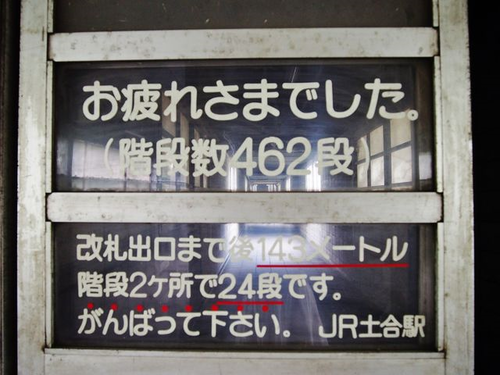 お疲れさまでした。
(階段数462段)
改札出口まで後143メートル
階段2ヶ所で24段です。
がんばって下さい。 JR土合駅